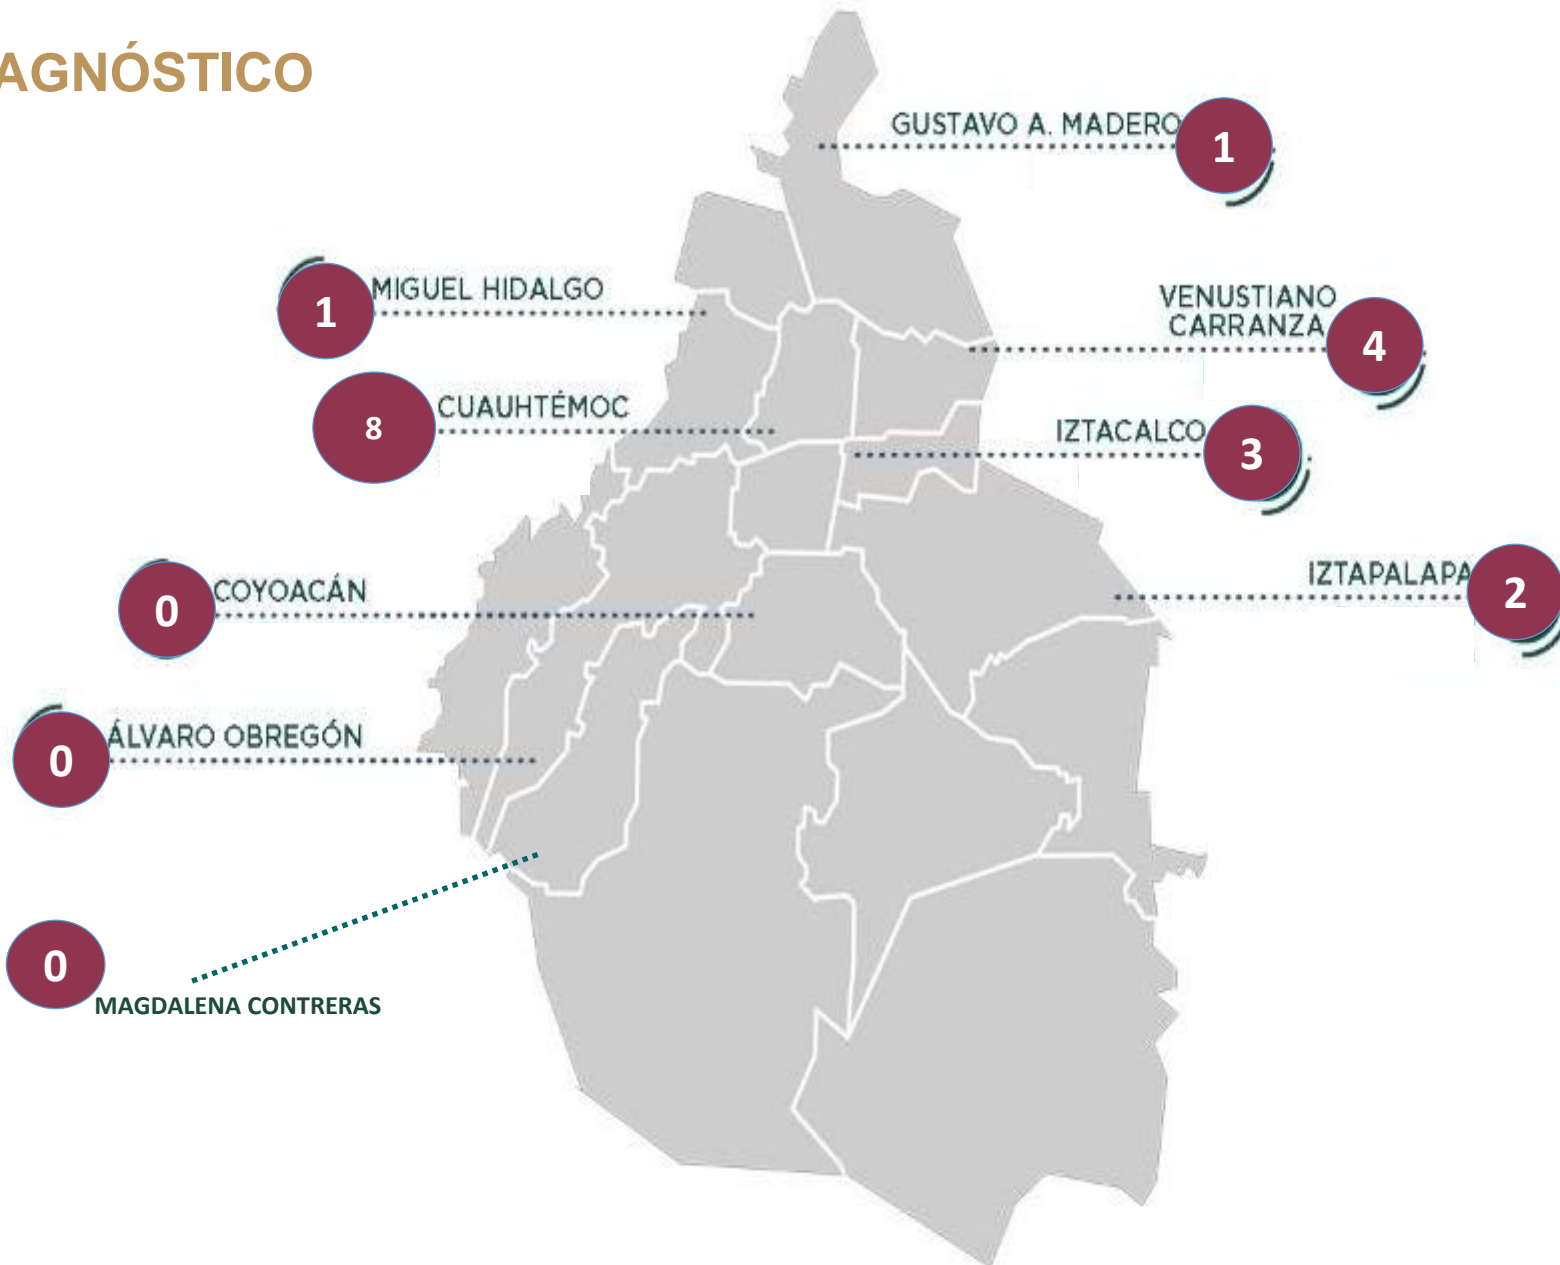 AGNÓSTICO
GUSTAVO A. MADERO
1
1
MIGUEL HIDALGO
VENUSTIANO
CARRANZA
4
8
CUAUHTÉMOC
IZTACALCO
3
0
COYOACÁN
IZTAPALAPA
2
0
ÁLVARO OBREGÓN
0
MAGDALENA CONTRERAS